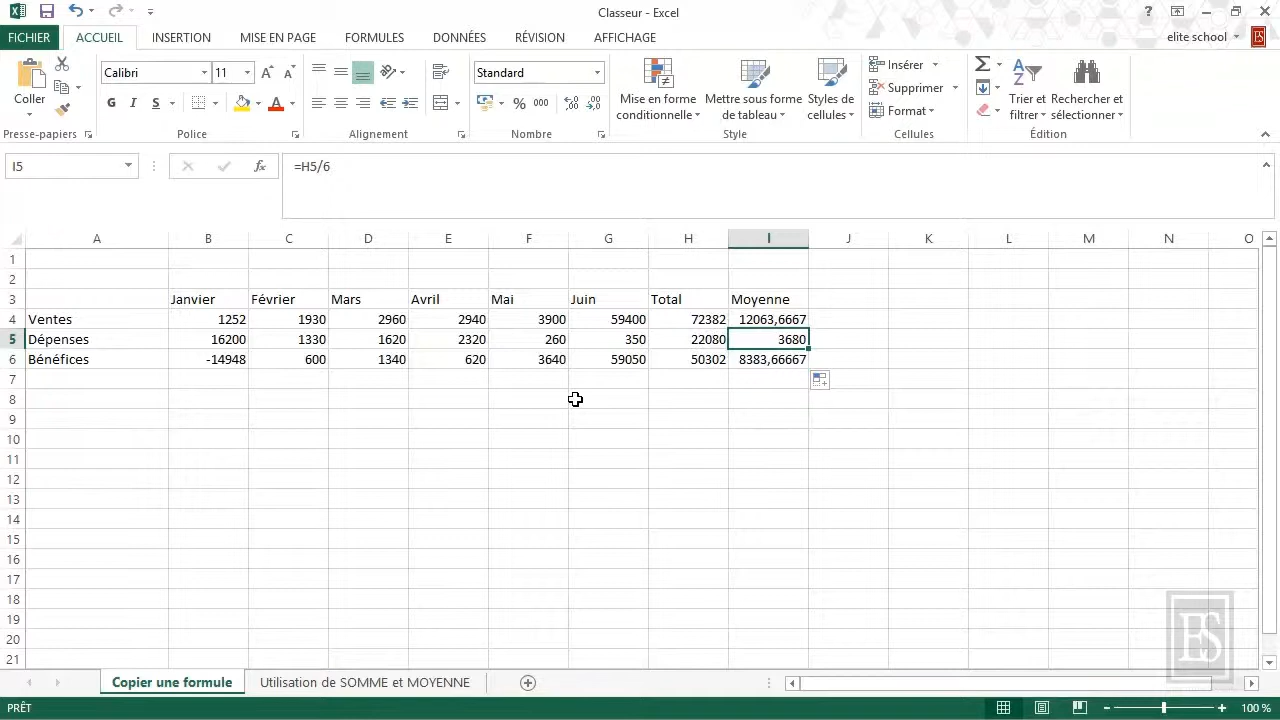 Classeur - Excel
FICHIER ACCUEIL INSERTION MISE EN PAGE FORMULES DONNÉES RÉVISION AFFICHAGE elite school ES
Coller
Presse-papiers
Calibri 11
G I S A
Police
Alignement
Standard
% 000
Nombre
Mise en forme conditionnelle
Mettre sous forme de tableau
Styles de cellules
Style
Insérer
Supprimer
Format
Cellules
Trier et filtrer
Rechercher et sélectionner
Édition
I5 fx =H5/6
A B C D E F G H I J K L M N O
1
2
3 Janvier Février Mars Avril Mai Juin Total Moyenne
4 Ventes 1252 1930 2960 2940 3900 59400 72382 12063,6667
5 Dépenses 16200 1330 1620 2320 260 350 22080 3680
6 Bénéfices -14948 600 1340 620 3640 59050 50302 8383,66667
7
8
9
10
11
12
13
14
15
16
17
18
19
20
21
ES
Copier une formule Utilisation de SOMME et MOYENNE
PRÊT 100 %